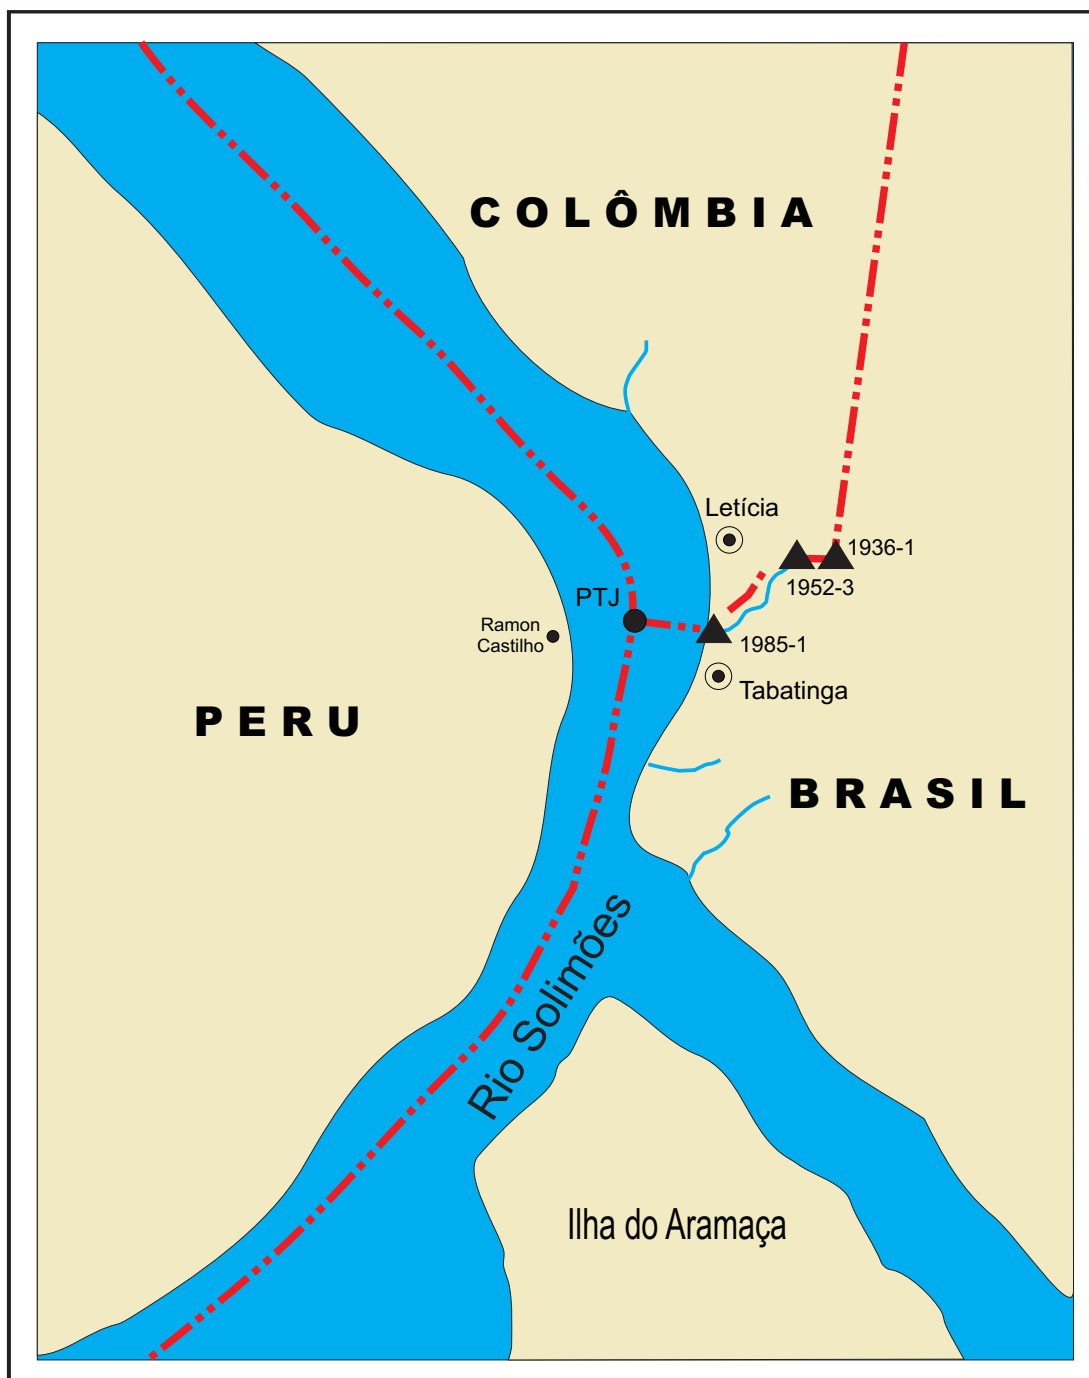 COLÔMBIA
Letícia
1936-1
1952-3
PTJ
Ramon
Castilho
1985-1
Tabatinga
PERU
BRASIL
Rio Solimões
Ilha do Aramaça